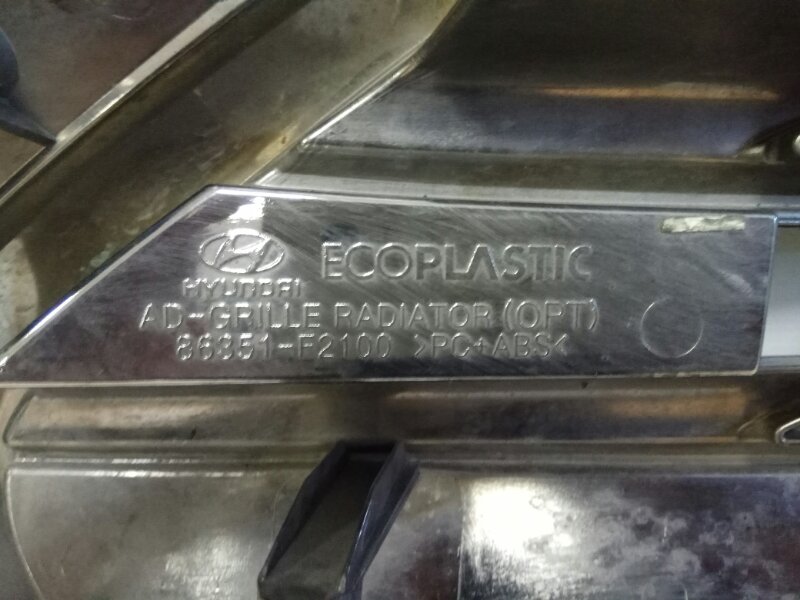 ECOPLASTIC
HYUNDAI
AD-GRILLE RADIATOR (OPT)
86351-F2100 >PC+ABS<